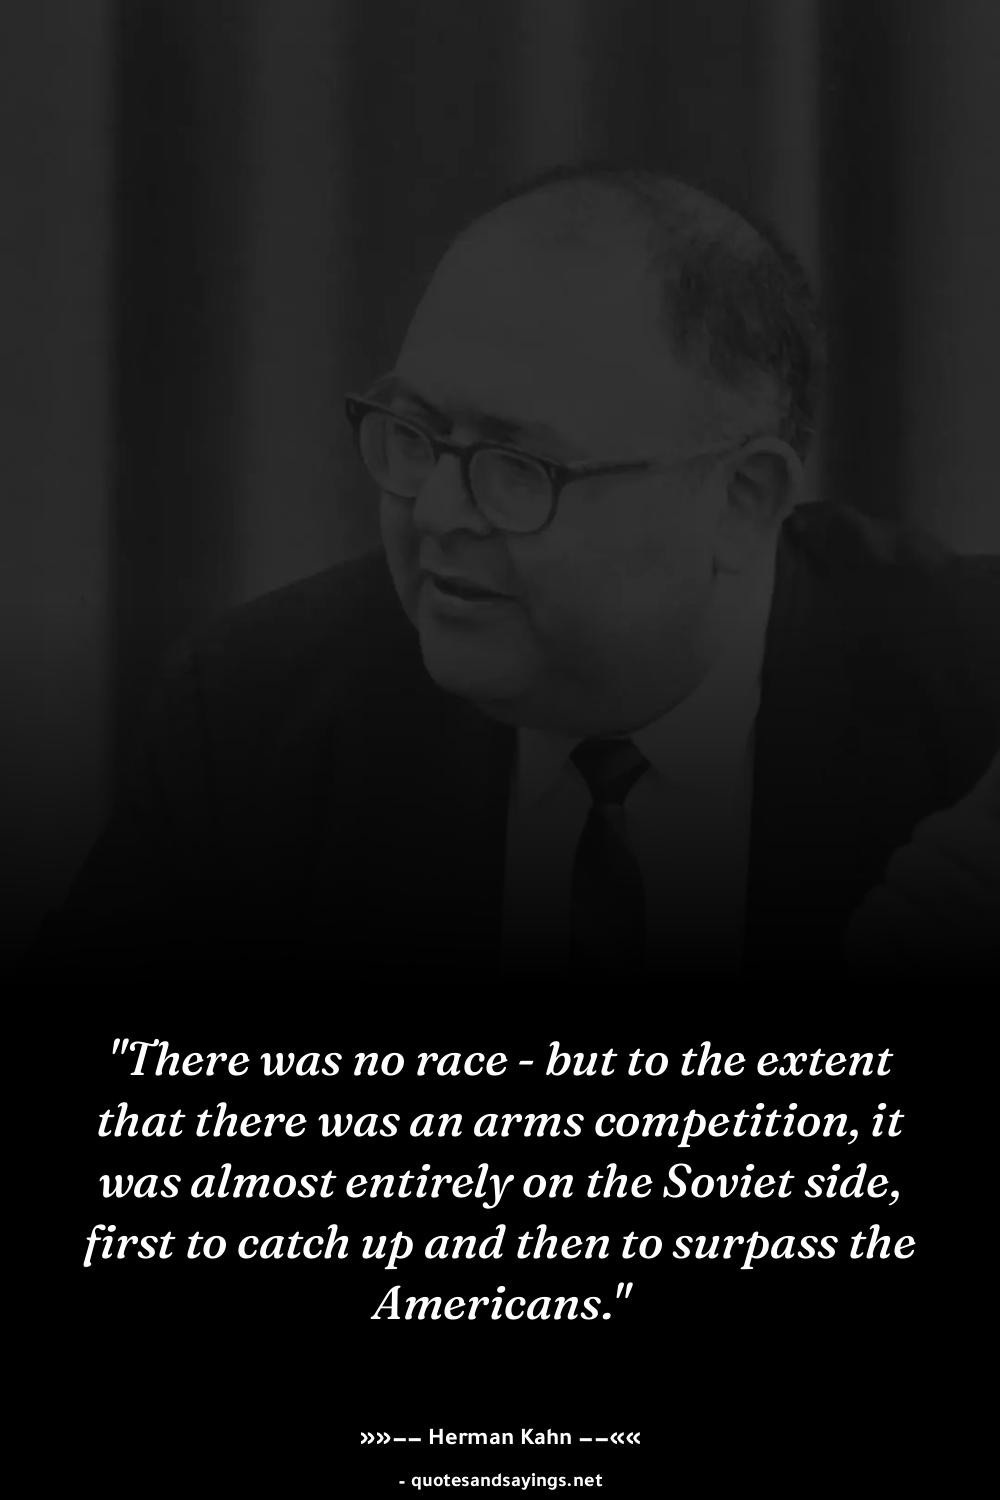 "There was no race - but to the extent
that there was an arms competition, it
was almost entirely on the Soviet side,
first to catch up and then to surpass the
Americans."
»»–– Herman Kahn ––««
- quotesandsayings.net